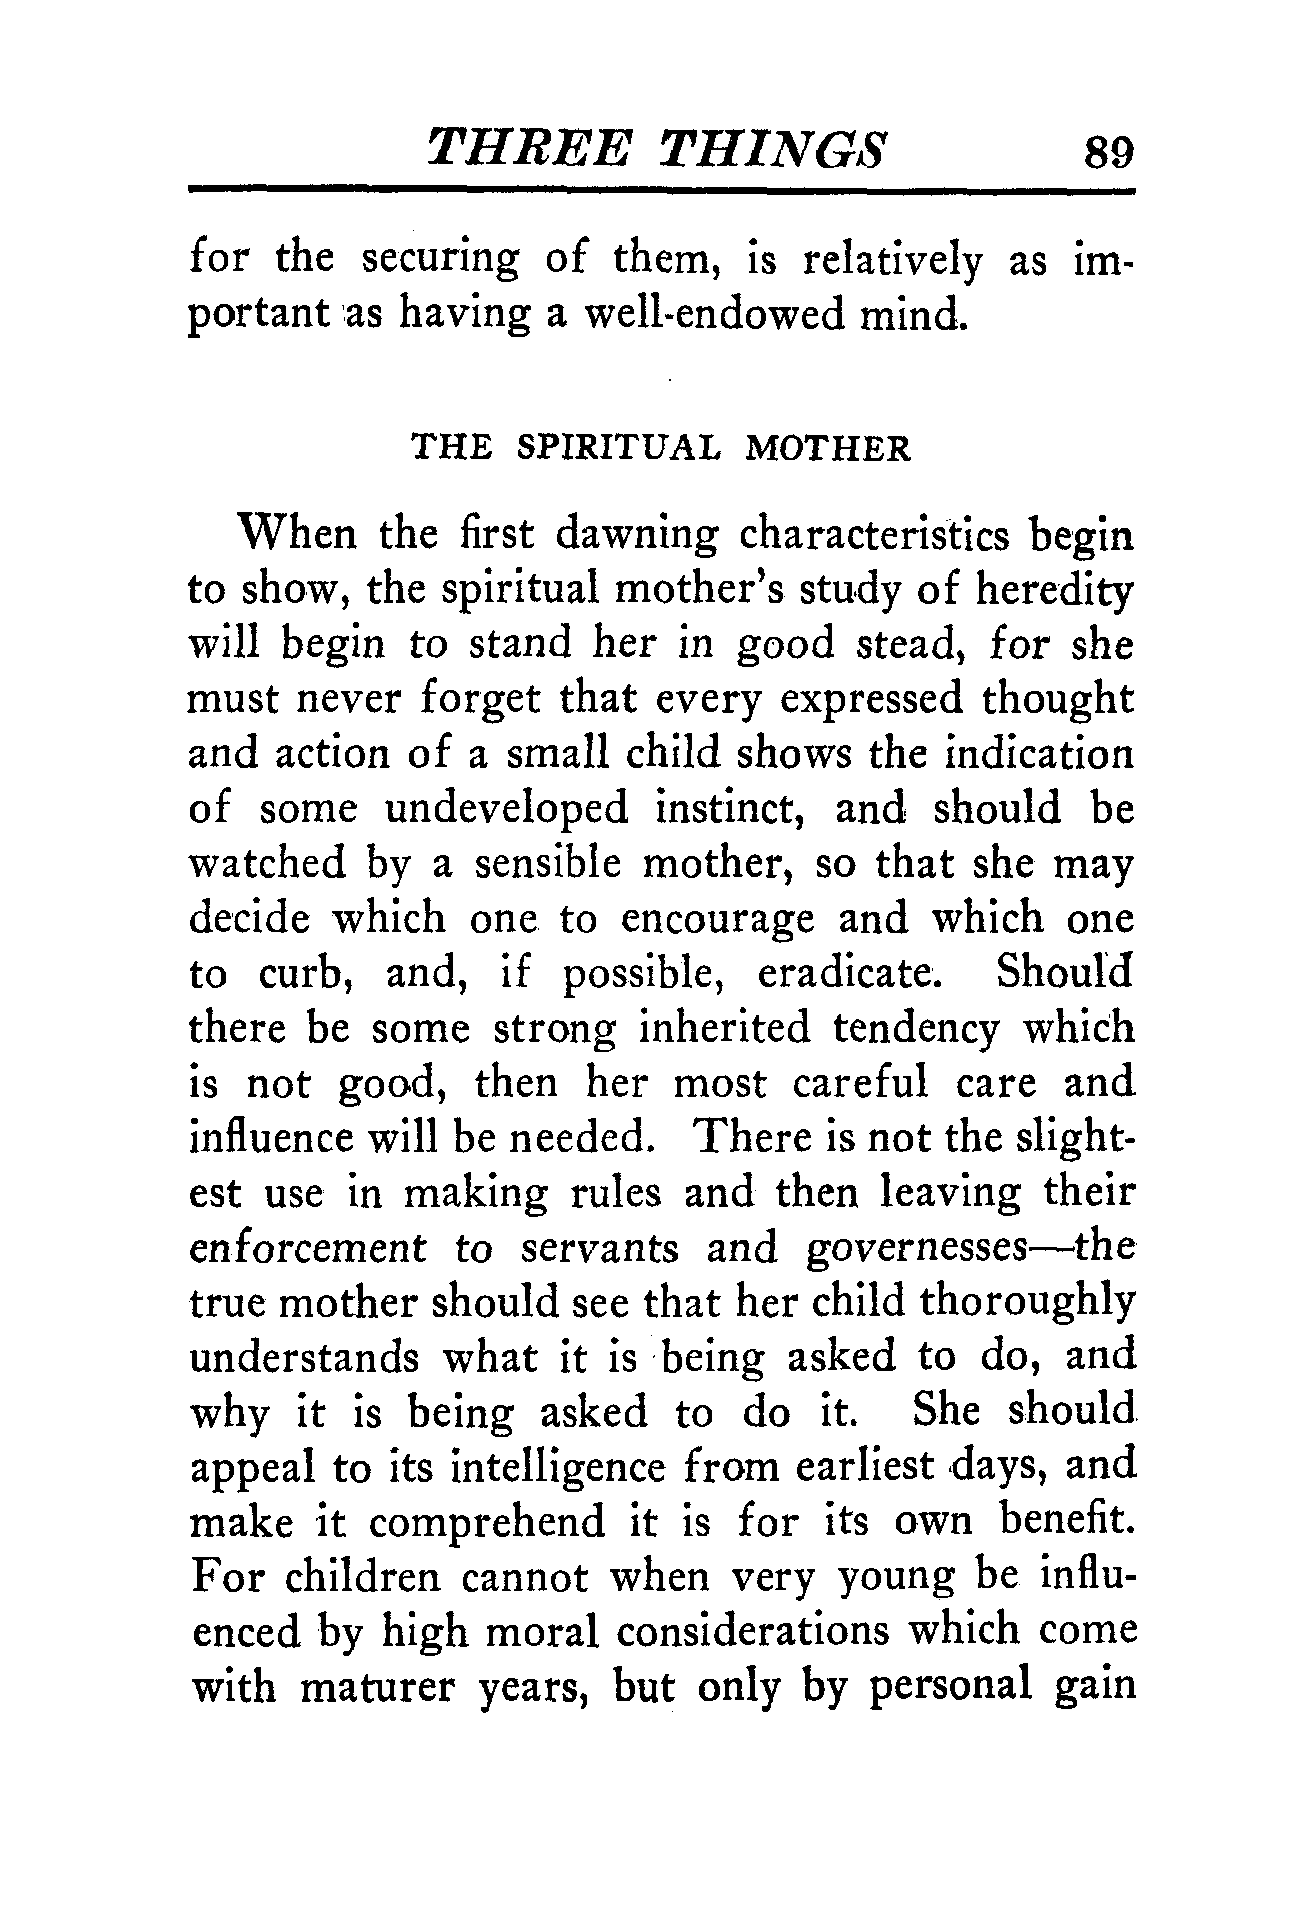 THREE THINGS 89
for the securing of them, is relatively as im-
portant as having a well-endowed mind.
THE SPIRITUAL MOTHER
When the first dawning characteristics begin
to show, the spiritual mother's study of heredity
will begin to stand her in good stead, for she
must never forget that every expressed thought
and action of a small child shows the indication
of some undeveloped instinct, and should be
watched by a sensible mother, so that she may
decide which one to encourage and which one
to curb, and, if possible, eradicate. Should
there be some strong inherited tendency which
is not good, then her most careful care and
influence will be needed. There is not the slight-
est use in making rules and then leaving their
enforcement to servants and governesses—the
true mother should see that her child thoroughly
understands what it is being asked to do, and
why it is being asked to do it. She should
appeal to its intelligence from earliest days, and
make it comprehend it is for its own benefit.
For children cannot when very young be influ-
enced by high moral considerations which come
with maturer years, but only by personal gain